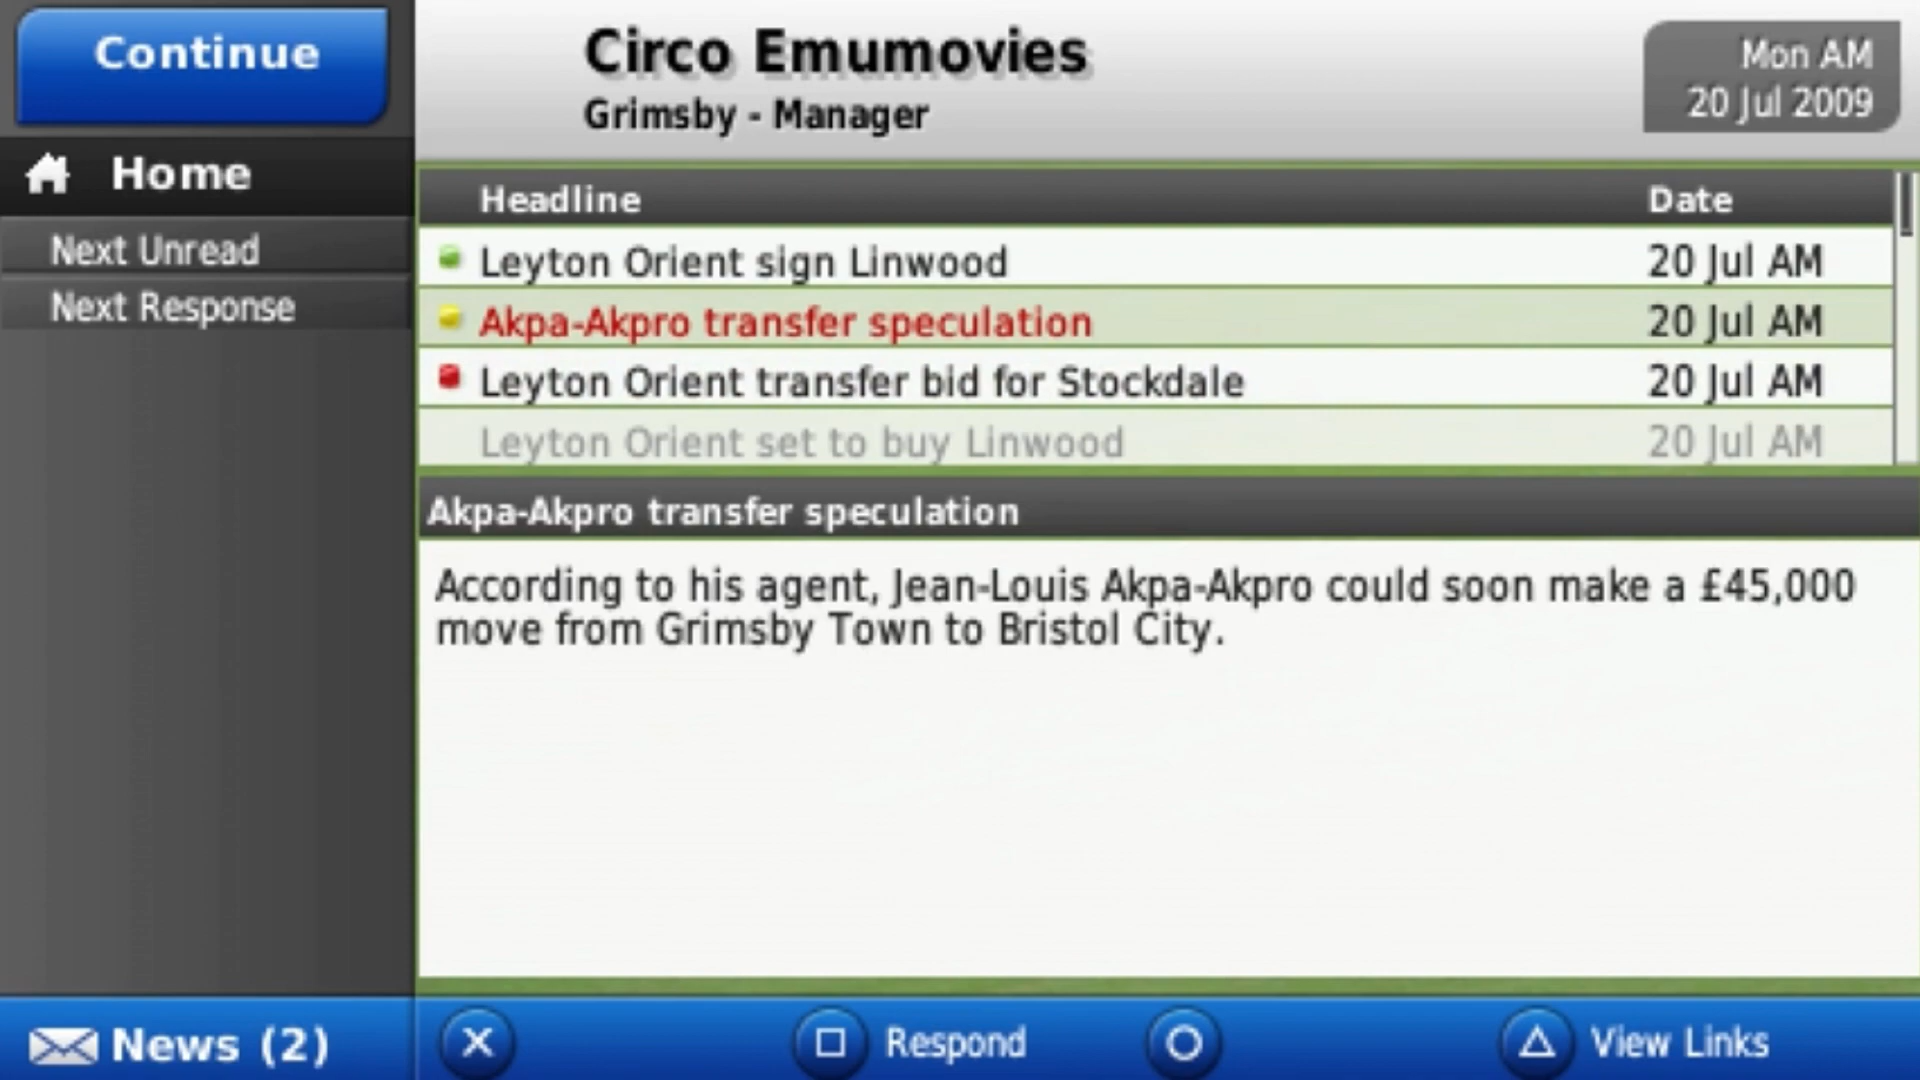 Continue
Circo Emumovies
Grimsby - Manager
Mon AM
20 Jul 2009
Home
Next Unread
Next Response
Headline Date
Leyton Orient sign Linwood 20 Jul AM
Akpa-Akpro transfer speculation 20 Jul AM
Leyton Orient transfer bid for Stockdale 20 Jul AM
Leyton Orient set to buy Linwood 20 Jul AM
Akpa-Akpro transfer speculation
According to his agent, Jean-Louis Akpa-Akpro could soon make a £45,000
move from Grimsby Town to Bristol City.
News (2) Respond View Links